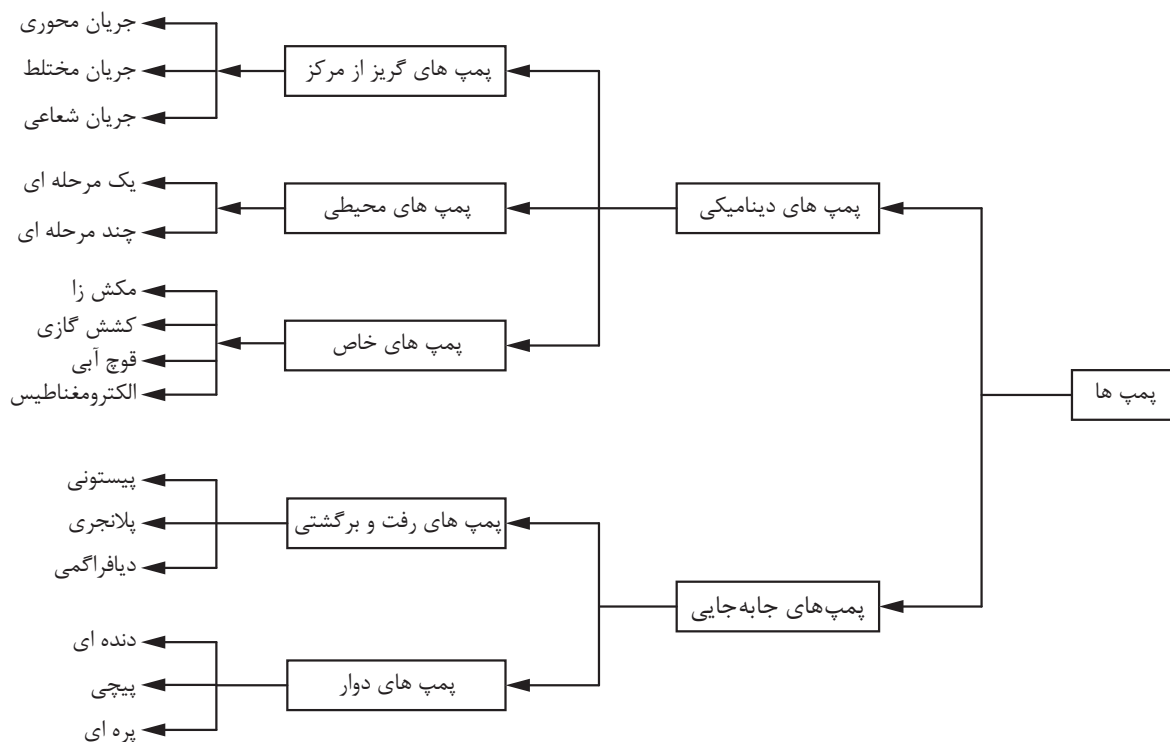 پمپ ها
پمپ های دینامیکی
پمپ های گریز از مرکز
جریان محوری
جریان مختلط
جریان شعاعی
پمپ های محیطی
یک مرحله ای
چند مرحله ای
پمپ های خاص
مکش زا
کشش گازی
قوچ آبی
الکترومغناطیس
پمپ‌های جابه‌جایی
پمپ های رفت و برگشتی
پیستونی
پلانجری
دیافراگمی
پمپ های دوار
دنده ای
پیچی
پره ای